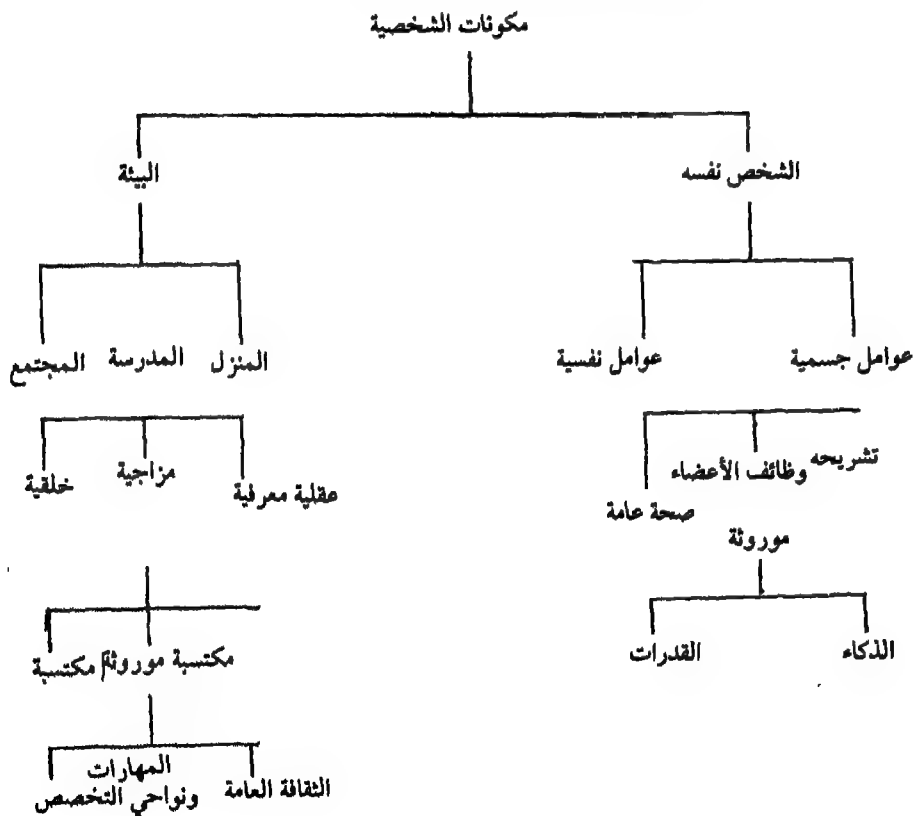 مكونات الشخصية
الشخص نفسه
البيئة
عوامل جسمية
عوامل نفسية
المنزل
المدرسة
المجتمع
تشريحه
وظائف الأعضاء
صحة عامة
عقلية معرفية
مزاجية
خلقية
موروثة
الذكاء
القدرات
مكتسبة موروثة/مكتسبة
الثقافة العامة
المهارات
ونواحي التخصص